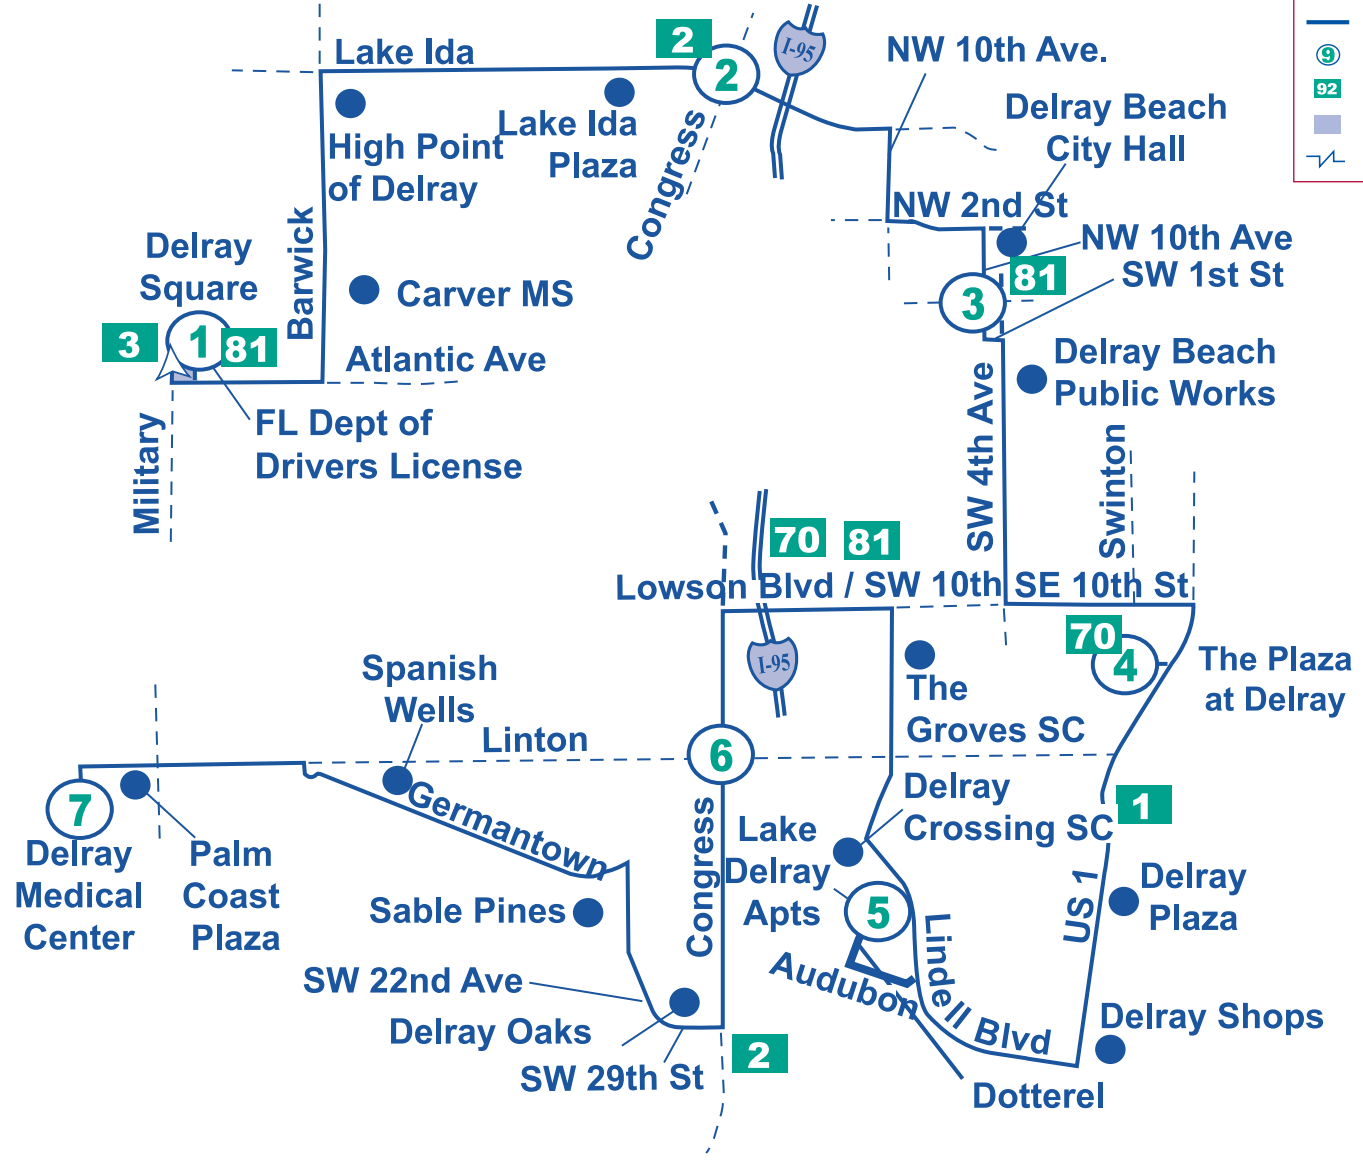 2
I-95
NW 10th Ave.
9
92
Lake Ida
2
Delray Beach
City Hall
High Point
of Delray
Lake Ida
Plaza
Congress
NW 2nd St
NW 10th Ave
SW 1st St
Delray
Square
Barwick
Carver MS
81
3
3
1
81
Atlantic Ave
Delray Beach
Public Works
FL Dept of
Drivers License
Military
SW 4th Ave
Swinton
70
81
Lowson Blvd / SW 10th
SE 10th St
70
4
The Plaza
at Delray
I-95
Spanish
Wells
The
Groves SC
Linton
6
7
Germantown
Delray
Crossing SC
1
Delray
Medical
Center
Palm
Coast
Plaza
Congress
Lake
Delray
Apts
5
US 1
Delray
Plaza
Sable Pines
Lindell Blvd
Audubon
SW 22nd Ave
Delray Oaks
Delray Shops
2
SW 29th St
Dotterel